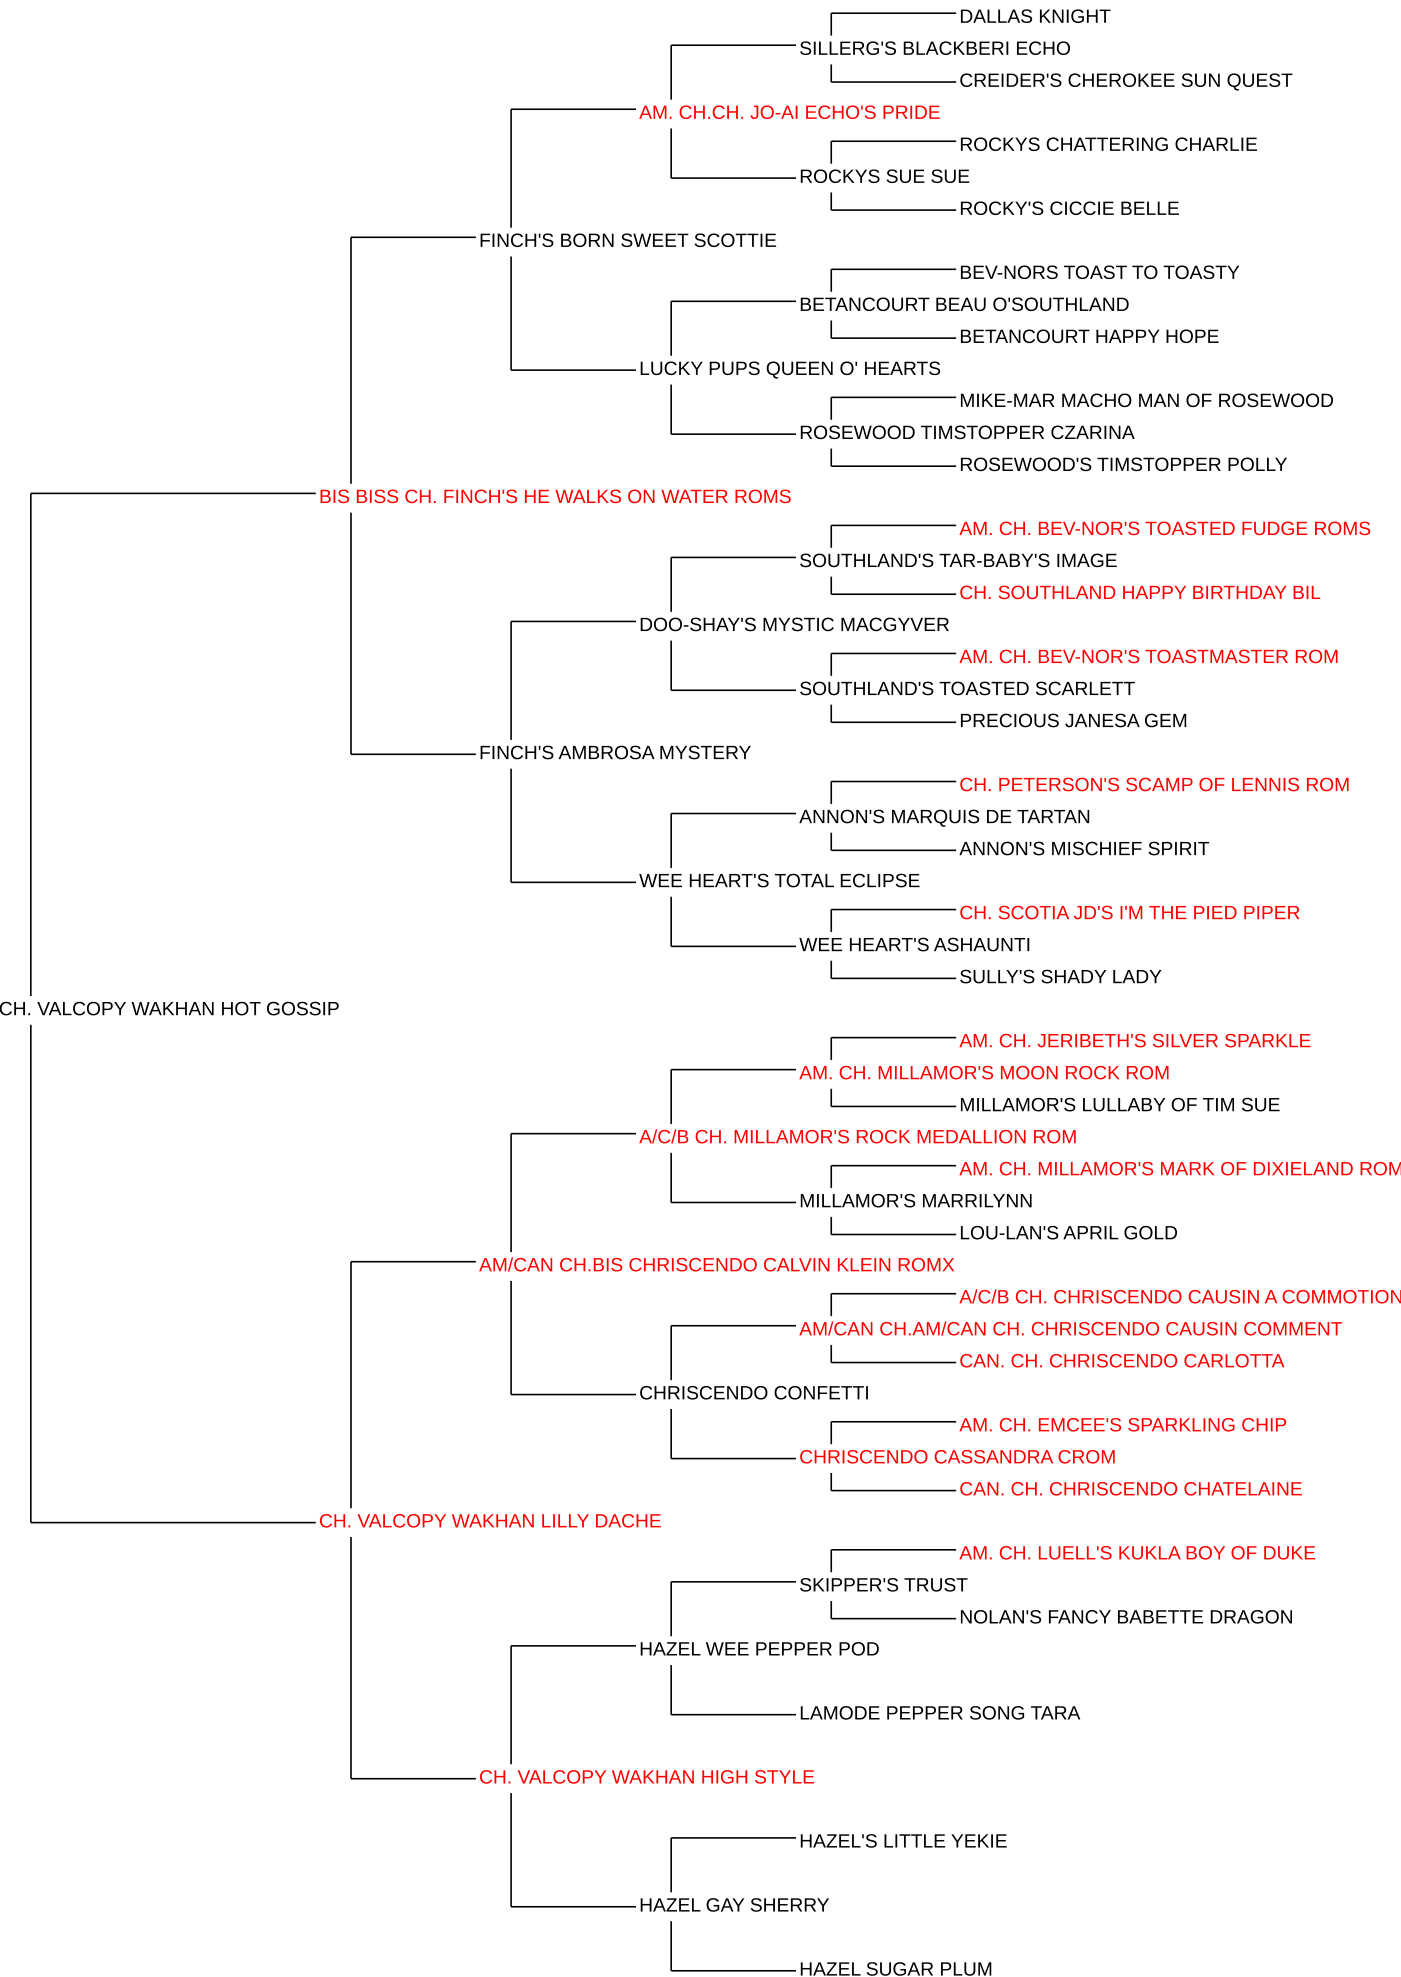 DALLAS KNIGHT
SILLERG'S BLACKBERI ECHO
CREIDER'S CHEROKEE SUN QUEST
AM. CH.CH. JO-AI ECHO'S PRIDE
ROCKYS CHATTERING CHARLIE
ROCKYS SUE SUE
ROCKY'S CICCIE BELLE
FINCH'S BORN SWEET SCOTTIE
BEV-NORS TOAST TO TOASTY
BETANCOURT BEAU O'SOUTHLAND
BETANCOURT HAPPY HOPE
LUCKY PUPS QUEEN O' HEARTS
MIKE-MAR MACHO MAN OF ROSEWOOD
ROSEWOOD TIMSTOPPER CZARINA
ROSEWOOD'S TIMSTOPPER POLLY
BIS BISS CH. FINCH'S HE WALKS ON WATER ROMS
AM. CH. BEV-NOR'S TOASTED FUDGE ROMS
SOUTHLAND'S TAR-BABY'S IMAGE
CH. SOUTHLAND HAPPY BIRTHDAY BIL
DOO-SHAY'S MYSTIC MACGYVER
AM. CH. BEV-NOR'S TOASTMASTER ROM
SOUTHLAND'S TOASTED SCARLETT
PRECIOUS JANESA GEM
FINCH'S AMBROSA MYSTERY
CH. PETERSON'S SCAMP OF LENNIS ROM
ANNON'S MARQUIS DE TARTAN
ANNON'S MISCHIEF SPIRIT
WEE HEART'S TOTAL ECLIPSE
CH. SCOTIA JD'S I'M THE PIED PIPER
WEE HEART'S ASHAUNTI
SULLY'S SHADY LADY
CH. VALCOPY WAKHAN HOT GOSSIP
AM. CH. JERIBETH'S SILVER SPARKLE
AM. CH. MILLAMOR'S MOON ROCK ROM
MILLAMOR'S LULLABY OF TIM SUE
A/C/B CH. MILLAMOR'S ROCK MEDALLION ROM
AM. CH. MILLAMOR'S MARK OF DIXIELAND ROM
MILLAMOR'S MARRILYNN
LOU-LAN'S APRIL GOLD
AM/CAN CH.BIS CHRISCENDO CALVIN KLEIN ROMX
A/C/B CH. CHRISCENDO CAUSIN A COMMOTION
AM/CAN CH.AM/CAN CH. CHRISCENDO CAUSIN COMMENT
CAN. CH. CHRISCENDO CARLOTTA
CHRISCENDO CONFETTI
AM. CH. EMCEE'S SPARKLING CHIP
CHRISCENDO CASSANDRA CROM
CAN. CH. CHRISCENDO CHATELAINE
CH. VALCOPY WAKHAN LILLY DACHE
AM. CH. LUELL'S KUKLA BOY OF DUKE
SKIPPER'S TRUST
NOLAN'S FANCY BABETTE DRAGON
HAZEL WEE PEPPER POD
LAMODE PEPPER SONG TARA
CH. VALCOPY WAKHAN HIGH STYLE
HAZEL'S LITTLE YEKIE
HAZEL GAY SHERRY
HAZEL SUGAR PLUM